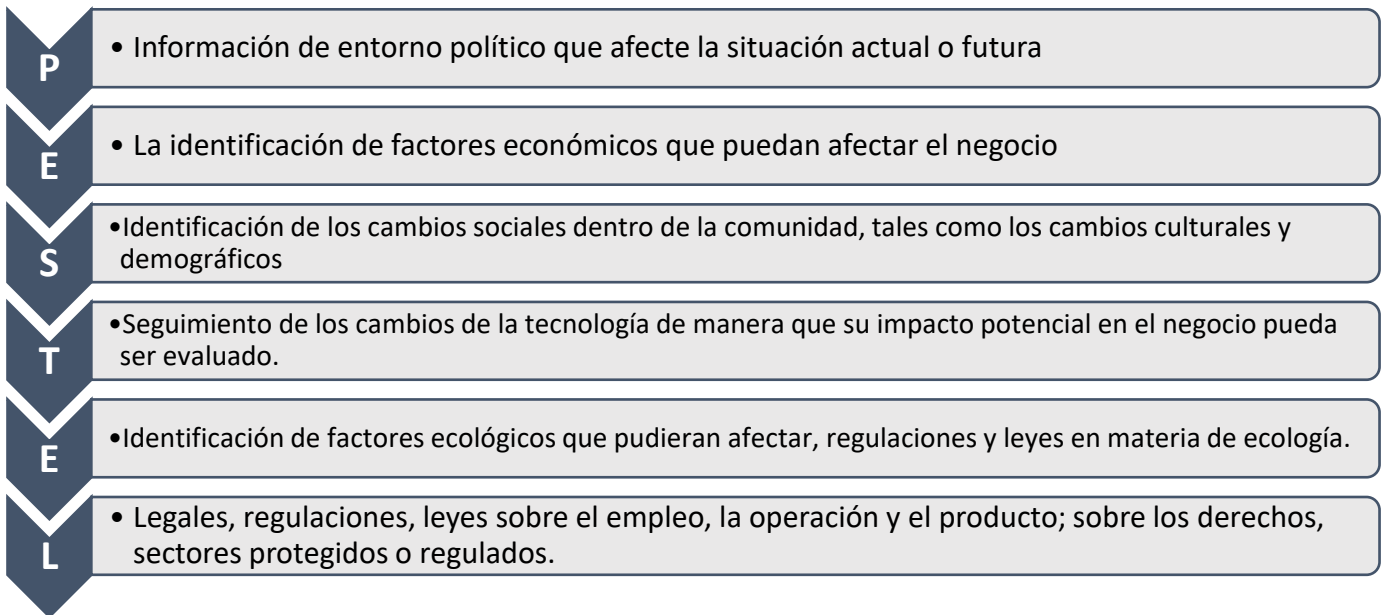 P
• Información de entorno político que afecte la situación actual o futura
E
• La identificación de factores económicos que puedan afectar el negocio
S
•Identificación de los cambios sociales dentro de la comunidad, tales como los cambios culturales y
demográficos
T
•Seguimiento de los cambios de la tecnología de manera que su impacto potencial en el negocio pueda
ser evaluado.
E
•Identificación de factores ecológicos que pudieran afectar, regulaciones y leyes en materia de ecología.
L
• Legales, regulaciones, leyes sobre el empleo, la operación y el producto; sobre los derechos,
sectores protegidos o regulados.